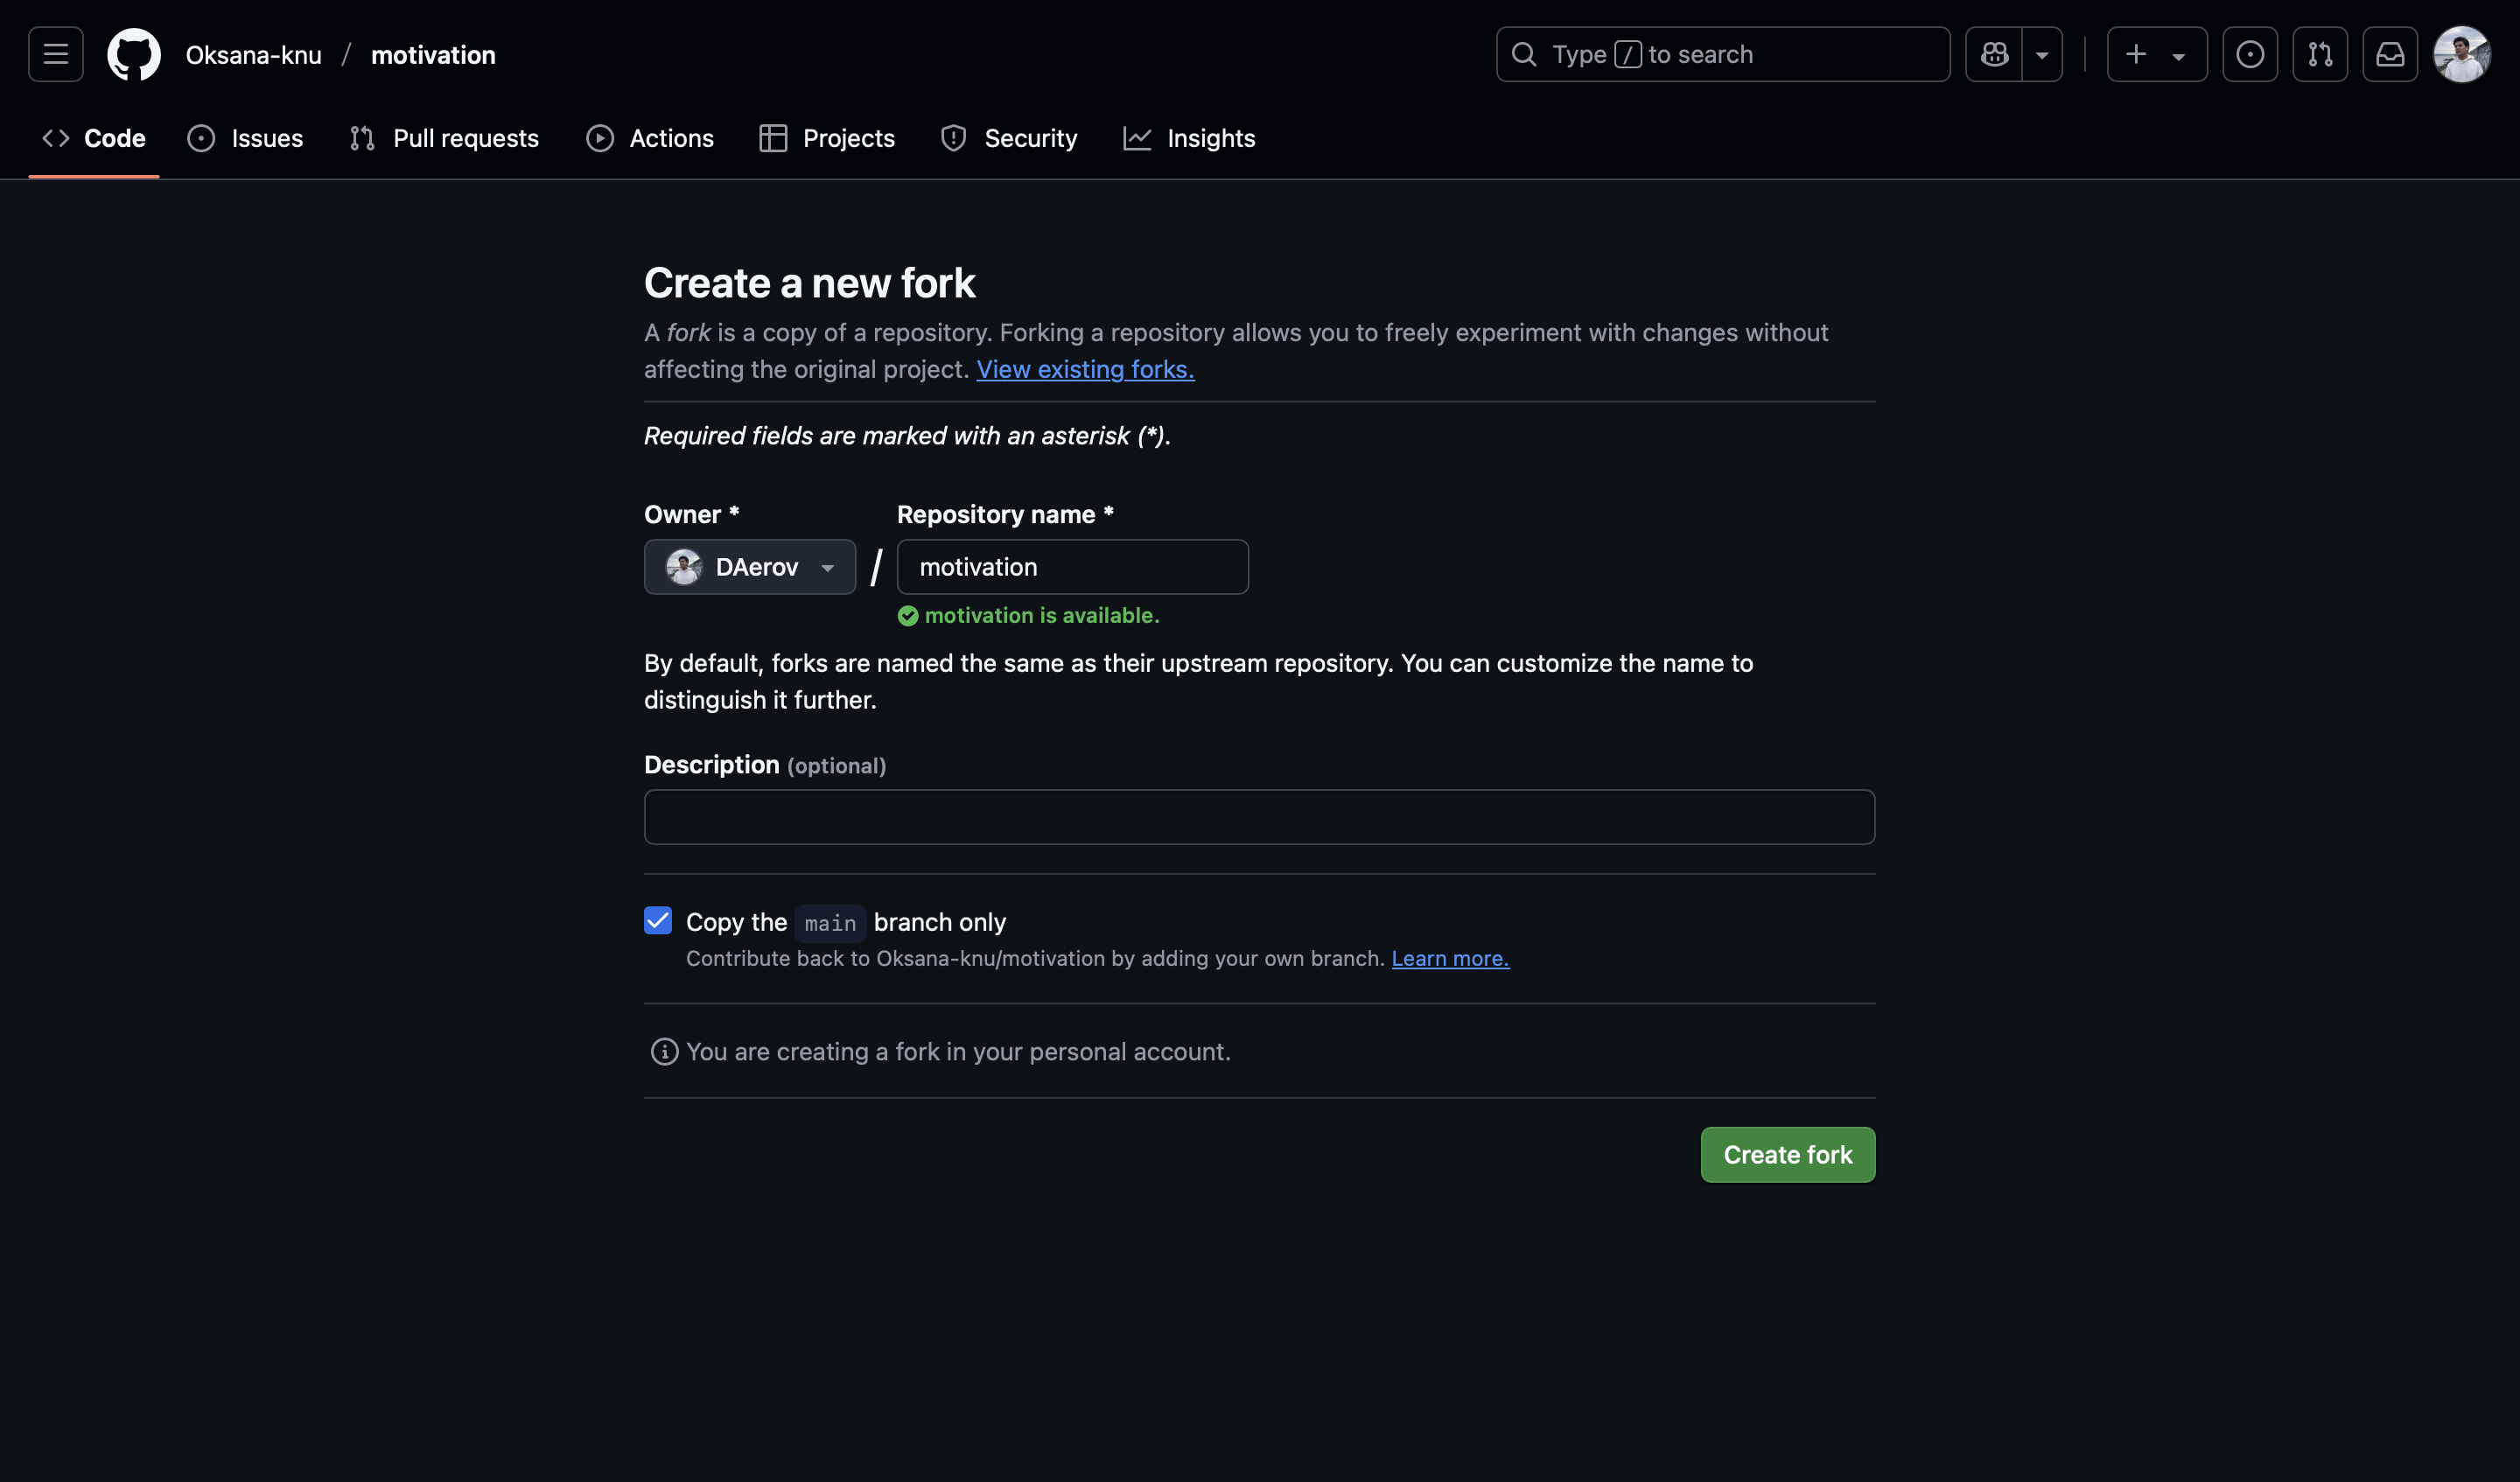 Oksana-knu / motivation
Type / to search
Code Issues Pull requests Actions Projects Security Insights
Create a new fork
A fork is a copy of a repository. Forking a repository allows you to freely experiment with changes without
affecting the original project. View existing forks.
Required fields are marked with an asterisk (*).
Owner * Repository name *
DAerov / motivation
motivation is available.
By default, forks are named the same as their upstream repository. You can customize the name to
distinguish it further.
Description (optional)
Copy the main branch only
Contribute back to Oksana-knu/motivation by adding your own branch. Learn more.
You are creating a fork in your personal account.
Create fork